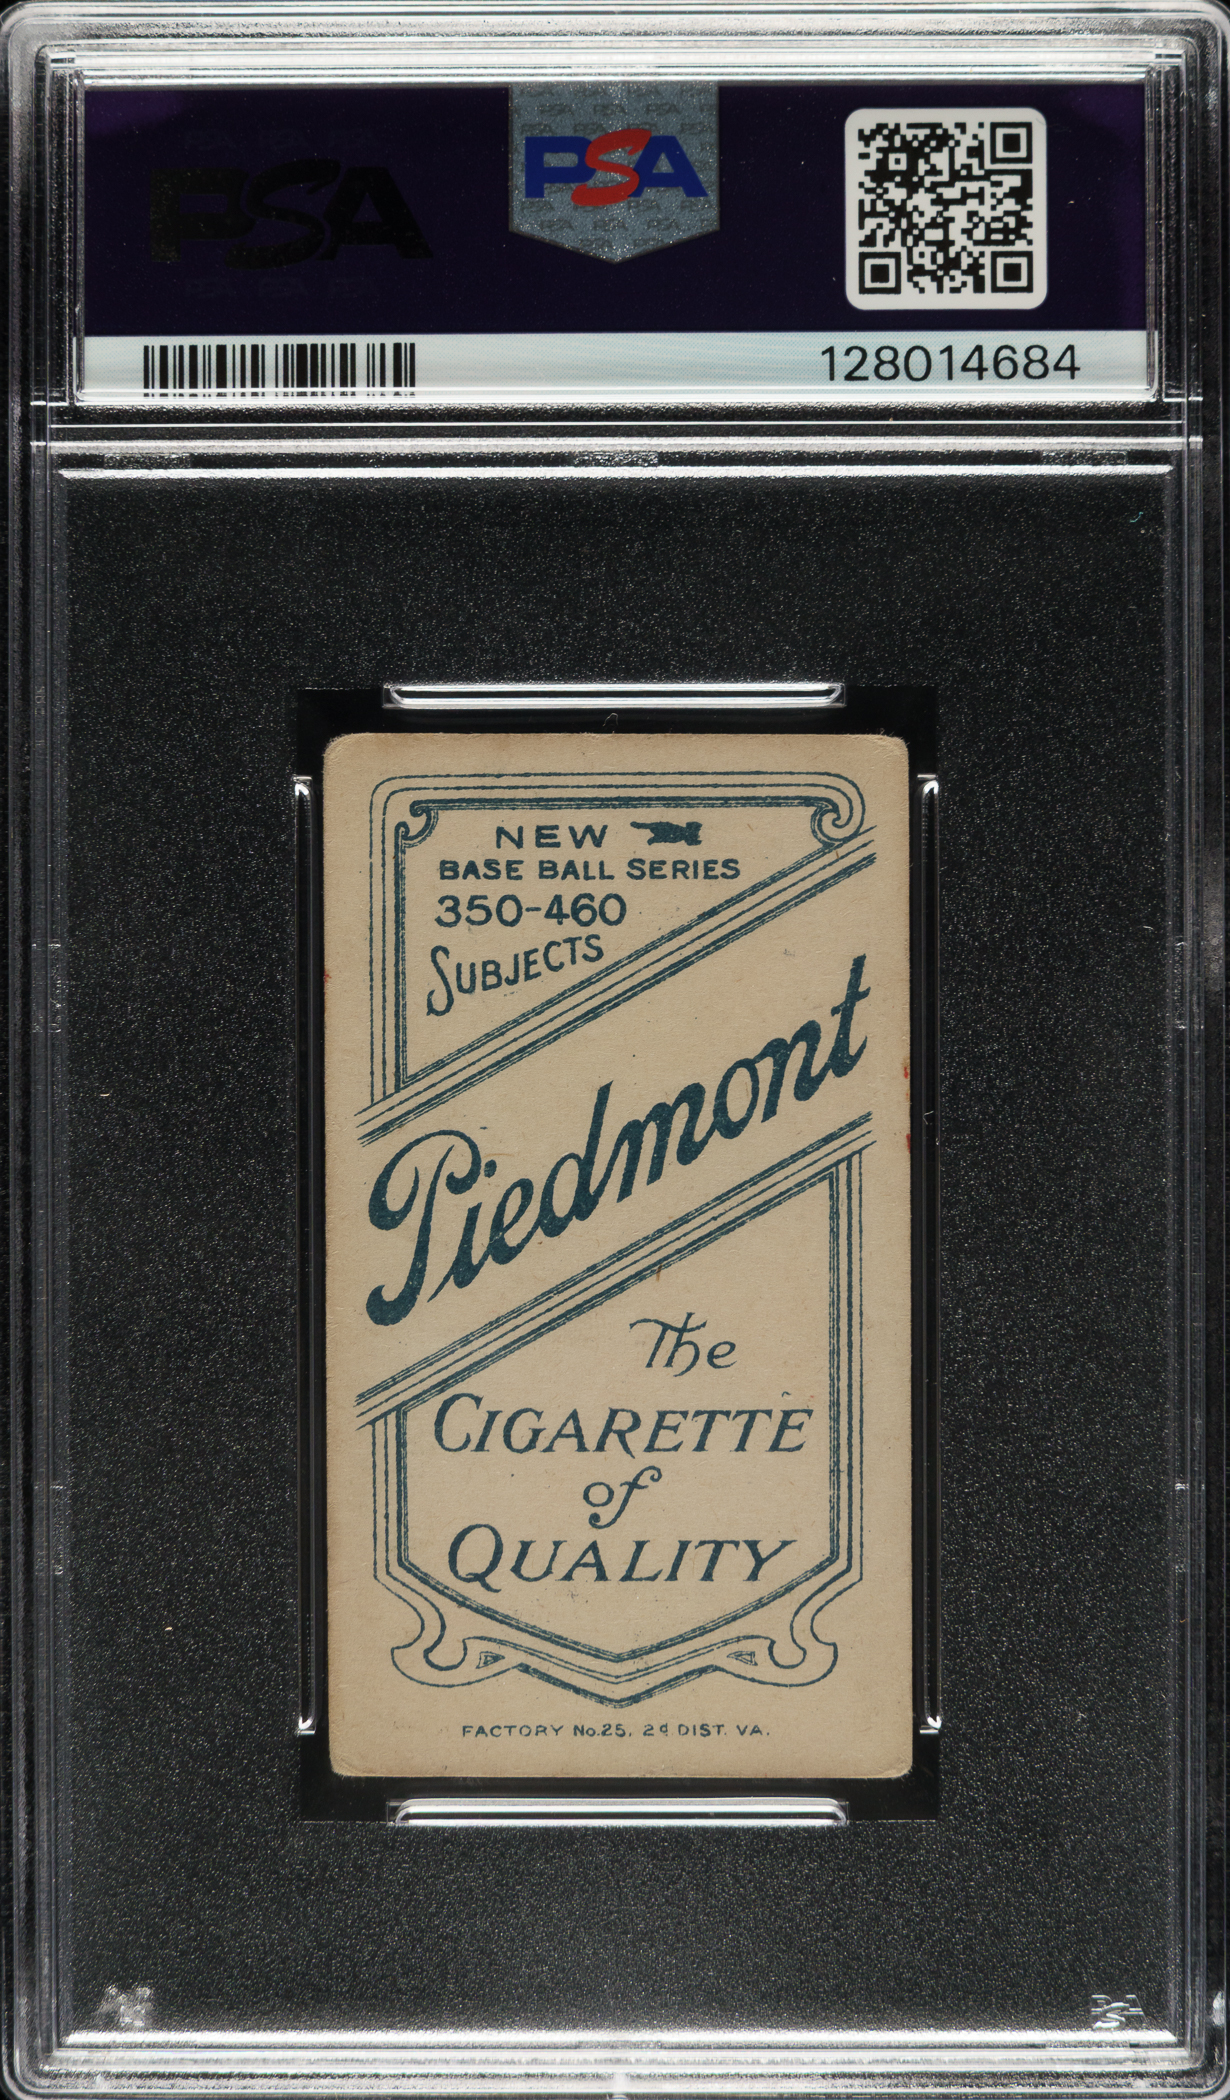 PSA
PSA
128014684
NEW
BASE BALL SERIES
350-460
SUBJECTS
Piedmont
The
CIGARETTE
of
QUALITY
FACTORY No.25, 2d DIST. VA.
PSA